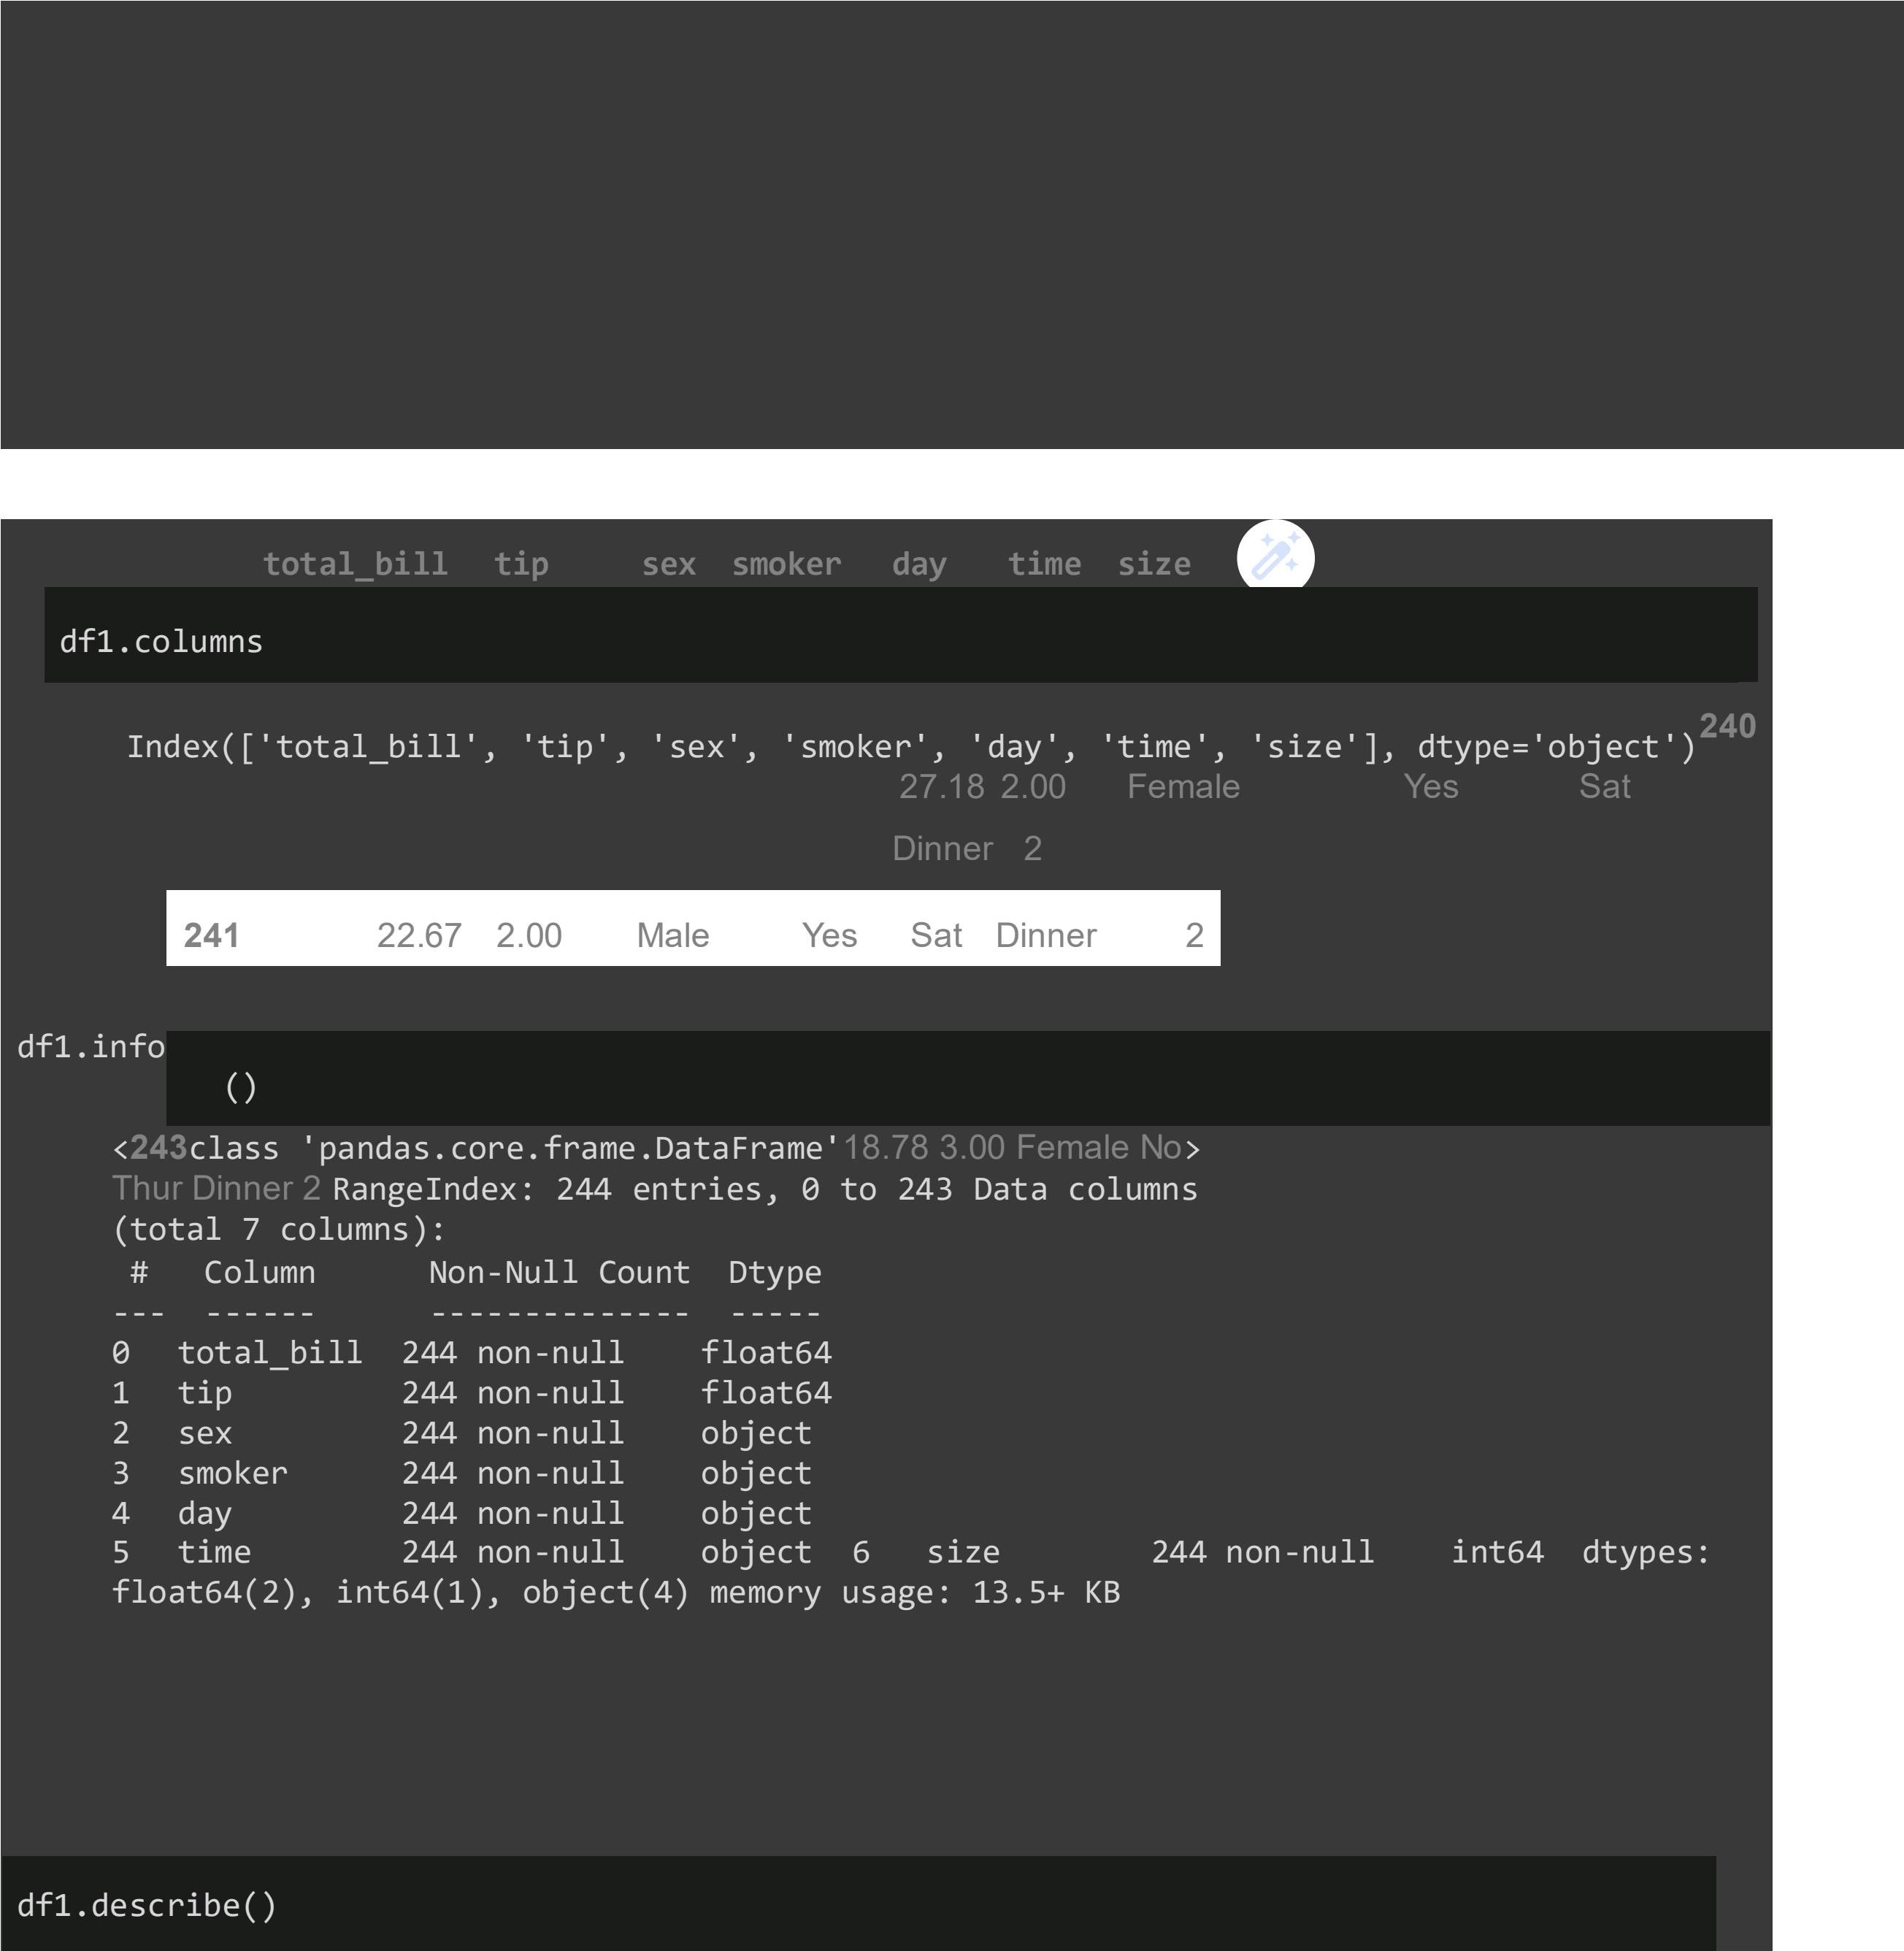 total_bill tip sex smoker day time size
df1.columns
Index(['total_bill', 'tip', 'sex', 'smoker', 'day', 'time', 'size'], dtype='object') 240
27.18 2.00 Female Yes Sat
Dinner 2
241 22.67 2.00 Male Yes Sat Dinner 2
df1.info
()
<243class 'pandas.core.frame.DataFrame'18.78 3.00 Female No>
Thur Dinner 2 RangeIndex: 244 entries, 0 to 243 Data columns
(total 7 columns):
# Column Non-Null Count Dtype
--- ------ -------------- -----
0 total_bill 244 non-null float64
1 tip 244 non-null float64
2 sex 244 non-null object
3 smoker 244 non-null object
4 day 244 non-null object
5 time 244 non-null object 6 size 244 non-null int64 dtypes:
float64(2), int64(1), object(4) memory usage: 13.5+ KB
df1.describe()